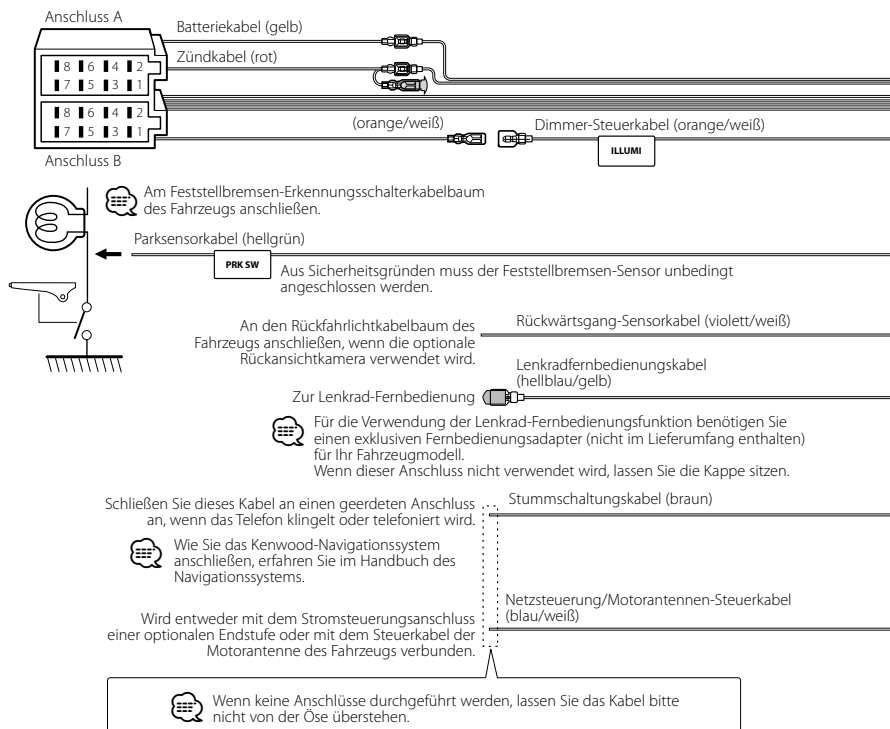 Anschluss A
Batteriekabel (gelb)
Zündkabel (rot)
8 6 4 2
7 5 3 1
8 6 4 2
7 5 3 1
(orange/weiß)
Dimmer-Steuerkabel (orange/weiß)
ILLUMI
Anschluss B
Am Feststellbremsen-Erkennungsschalterkabelbaum
des Fahrzeugs anschließen.
Parksensorkabel (hellgrün)
PRK SW
Aus Sicherheitsgründen muss der Feststellbremsen-Sensor unbedingt
angeschlossen werden.
An den Rückfahrlichtkabelbaum des
Fahrzeugs anschließen, wenn die optionale
Rückansichtkamera verwendet wird.
Rückwärtsgang-Sensorkabel (violett/weiß)
Lenkradfernbedienungskabel
(hellblau/gelb)
Zur Lenkrad-Fernbedienung
Für die Verwendung der Lenkrad-Fernbedienungsfunktion benötigen Sie
einen exklusiven Fernbedienungsadapter (nicht im Lieferumfang enthalten)
für Ihr Fahrzeugmodell.
Wenn dieser Anschluss nicht verwendet wird, lassen Sie die Kappe sitzen.
Schließen Sie dieses Kabel an einen geerdeten Anschluss
an, wenn das Telefon klingelt oder telefoniert wird.
Stummschaltungskabel (braun)
Wie Sie das Kenwood-Navigationssystem
anschließen, erfahren Sie im Handbuch des
Navigationssystems.
Netzsteuerung/Motorantennen-Steuerkabel
(blau/weiß)
Wird entweder mit dem Stromsteuerungsanschluss
einer optionalen Endstufe oder mit dem Steuerkabel der
Motorantenne des Fahrzeugs verbunden.
Wenn keine Anschlüsse durchgeführt werden, lassen Sie das Kabel bitte
nicht von der Öse überstehen.